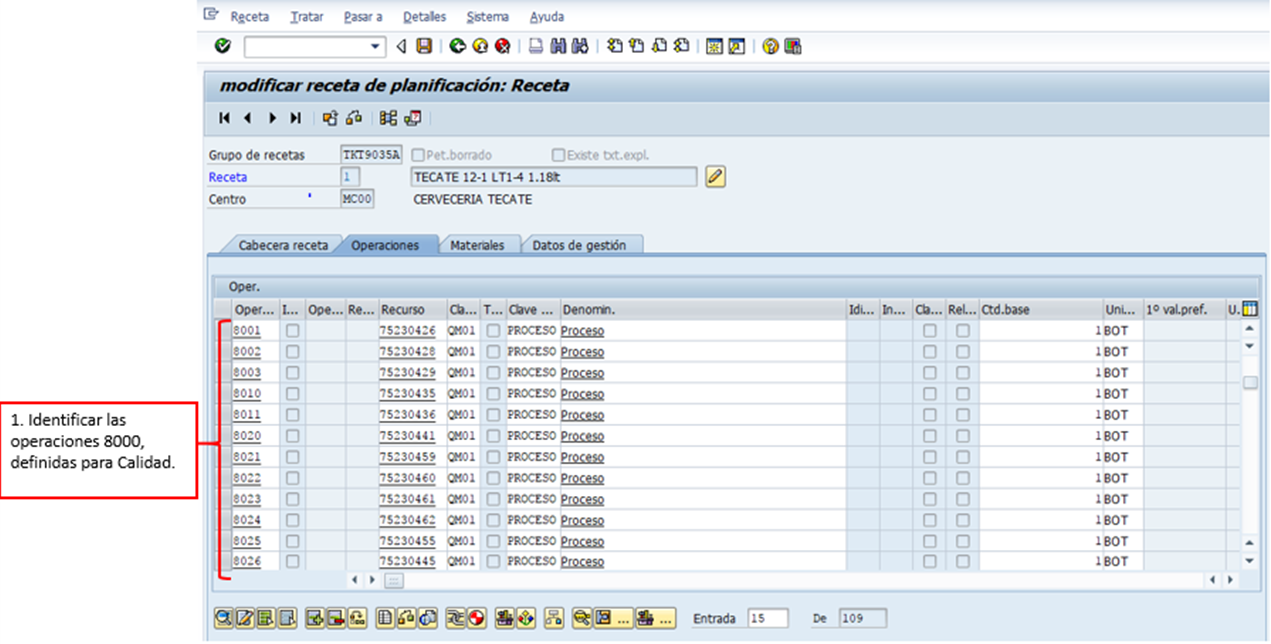 Receta Tratar Pasar a Detalles Sistema Ayuda
modificar receta de planificación: Receta
Grupo de recetas TKT9035A Pet.borrado Existe txt.expl.
Receta 1 TECATE 12-1 LT1-4 1.18lt
Centro MC00 CERVECERIA TECATE
Cabecera receta Operaciones Materiales Datos de gestión
Oper.
Oper... I... Ope... Re... Recurso Cla... T... Clave ... Denomin. Idi... In... Cla... Rel... Ctd.base Uni... 1º val.pref. U.
8001 75230426 QM01 PROCESO Proceso 1 BOT
8002 75230428 QM01 PROCESO Proceso 1 BOT
8003 75230429 QM01 PROCESO Proceso 1 BOT
8010 75230435 QM01 PROCESO Proceso 1 BOT
8011 75230436 QM01 PROCESO Proceso 1 BOT
8020 75230441 QM01 PROCESO Proceso 1 BOT
8021 75230459 QM01 PROCESO Proceso 1 BOT
8022 75230460 QM01 PROCESO Proceso 1 BOT
8023 75230461 QM01 PROCESO Proceso 1 BOT
8024 75230462 QM01 PROCESO Proceso 1 BOT
8025 75230455 QM01 PROCESO Proceso 1 BOT
8026 75230445 QM01 PROCESO Proceso 1 BOT
1. Identificar las
operaciones 8000,
definidas para Calidad.
... ... Entrada 15 De 109